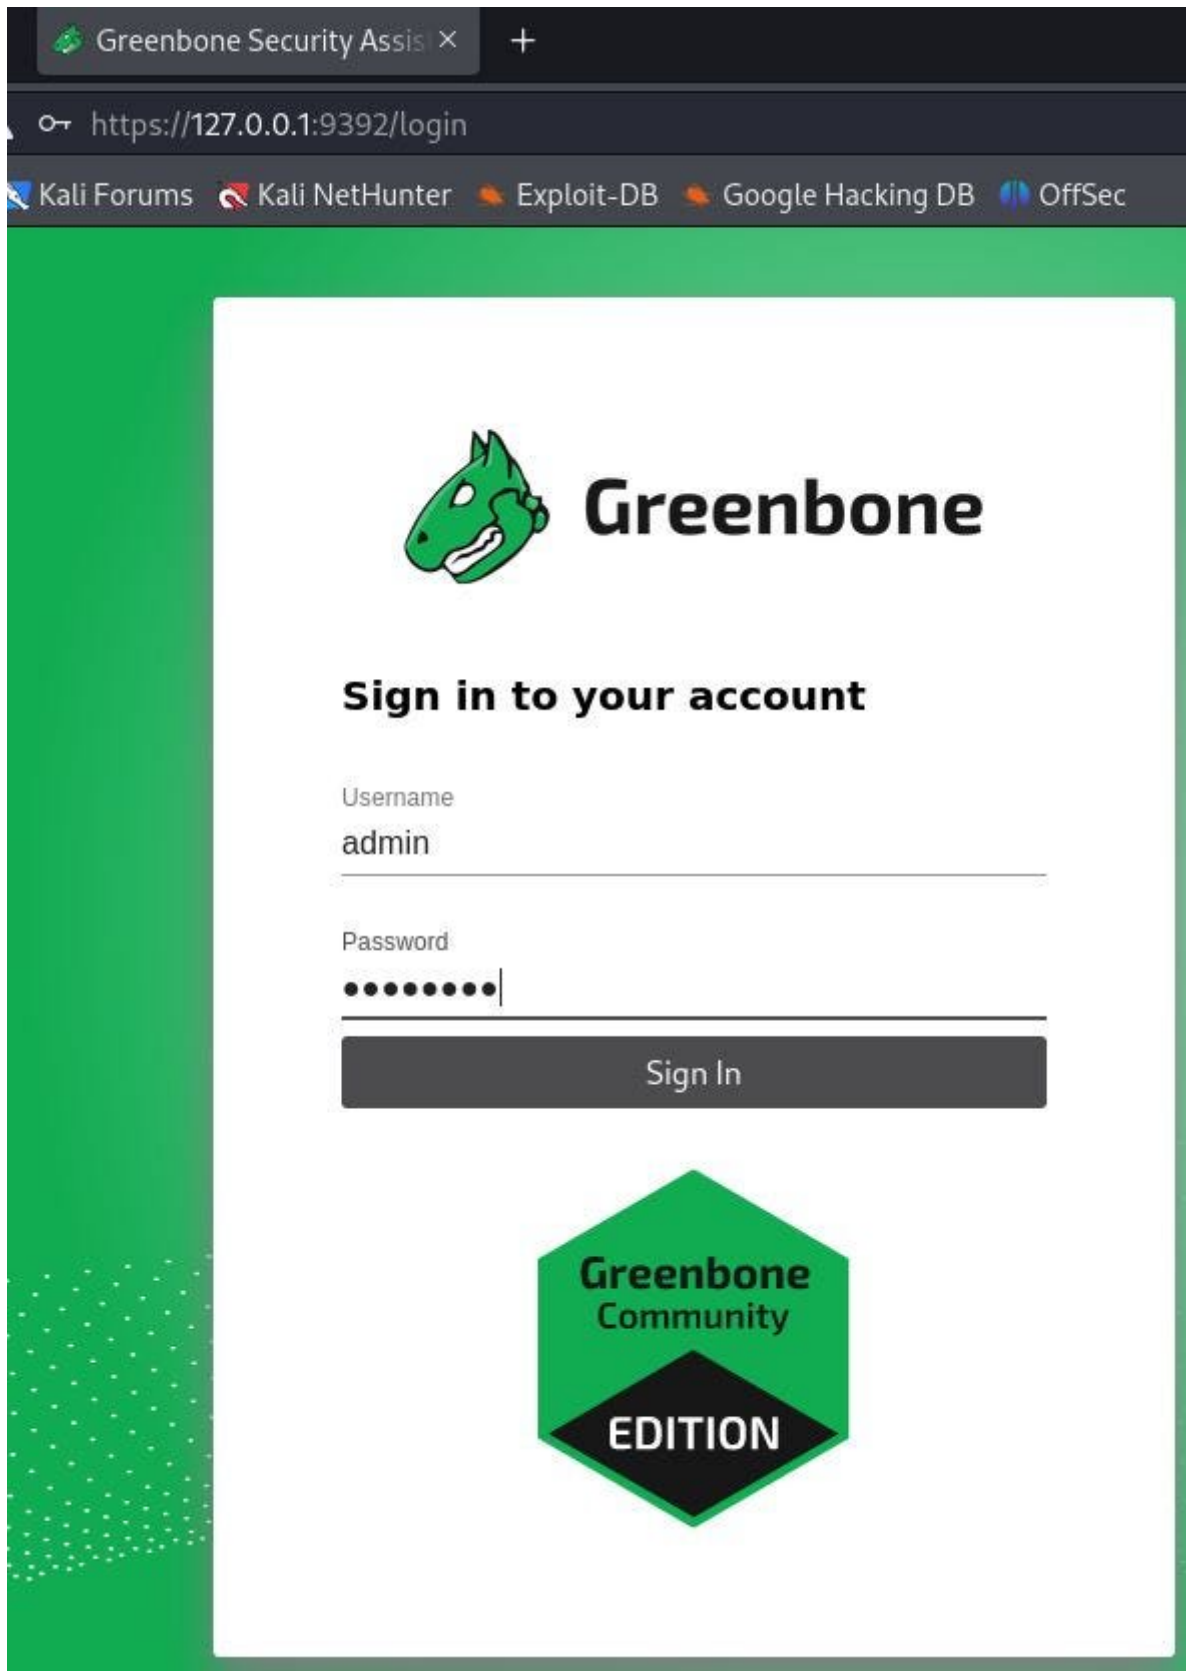 Greenbone Security Assis
https://127.0.0.1:9392/login
Kali Forums Kali NetHunter Exploit-DB Google Hacking DB OffSec
Greenbone
Sign in to your account
Username
admin
Password
••••••••
Sign In
Greenbone
Community
EDITION